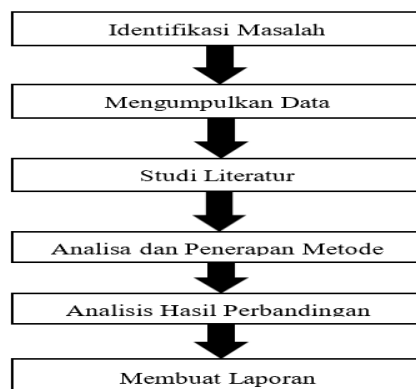 Identifikasi Masalah
Mengumpulkan Data
Studi Literatur
Analisa dan Penerapan Metode
Analisis Hasil Perbandingan
Membuat Laporan